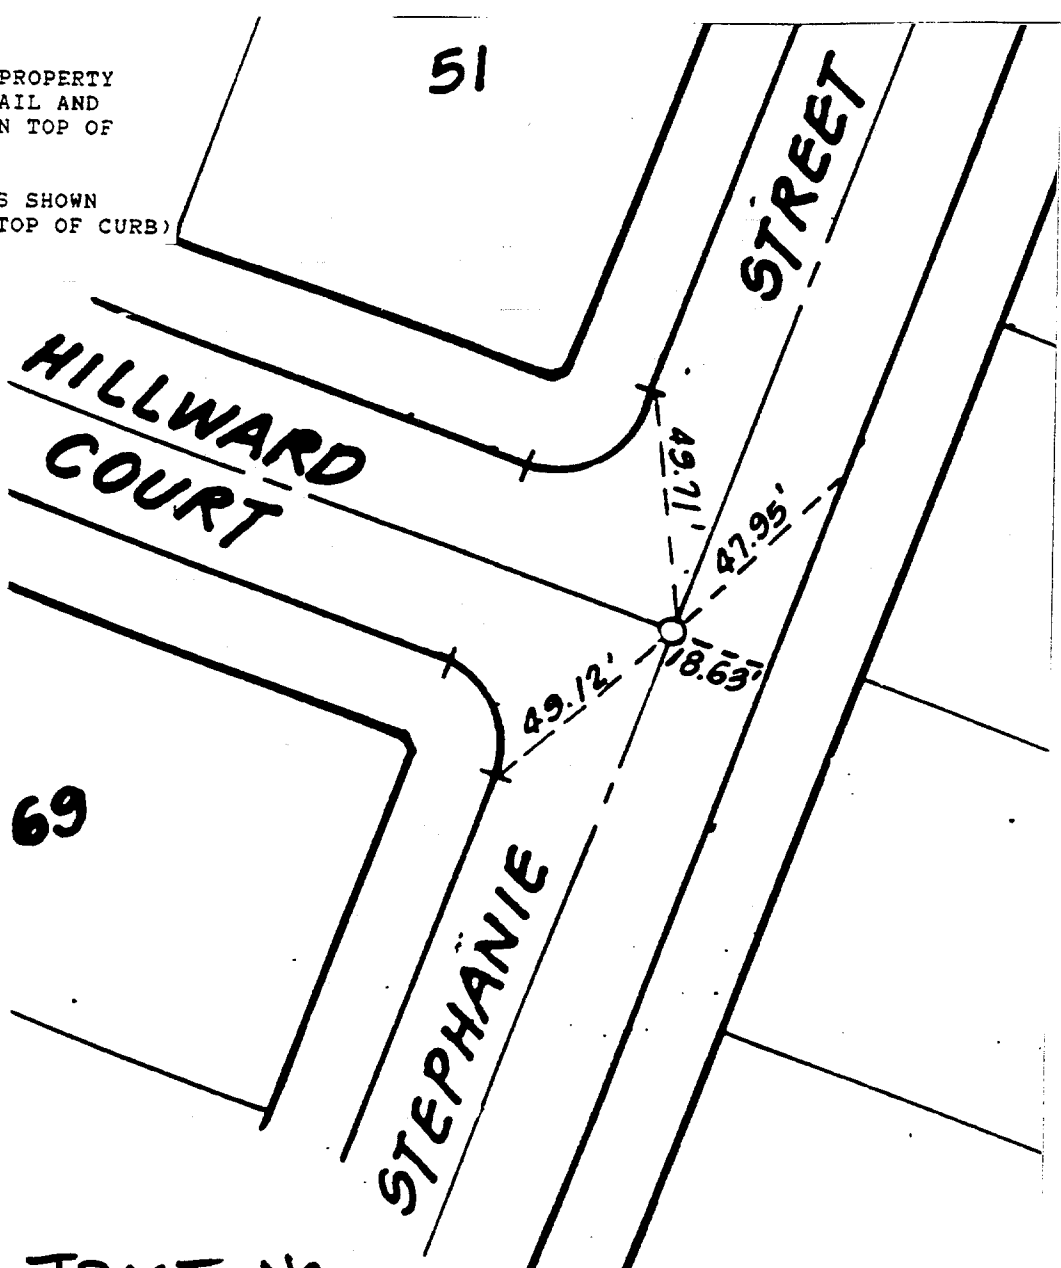 PROPERTY
AIL AND
N TOP OF
S SHOWN
TOP OF CURB)
51
STREET
HILLWARD
COURT
49.71'
47.95'
18.63'
49.12'
69
STEPHANIE